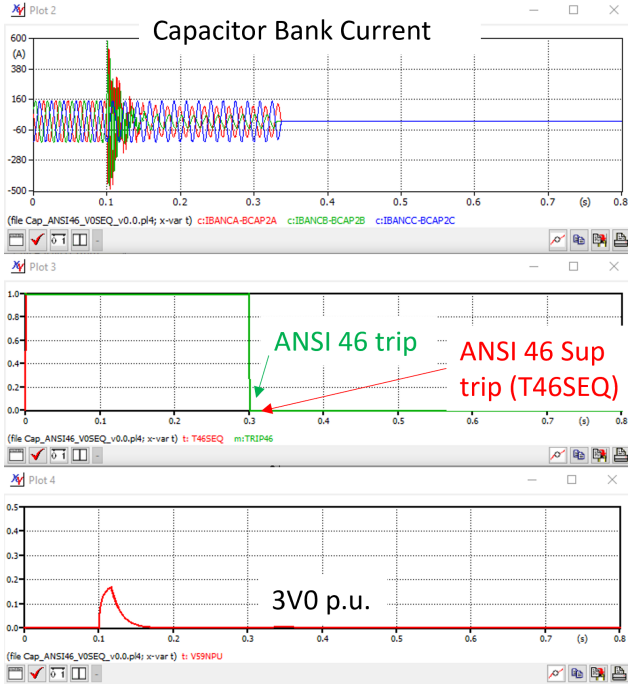 Plot 2
Capacitor Bank Current
600
(A)
380
160
-60
-280
-500
0 0.1 0.2 0.3 0.4 0.5 0.6 0.7 (s) 0.8
(file Cap_ANSI46_V0SEQ_v0.0.pl4; x-var t) c:IBANCA-BCAP2A c:IBANCB-BCAP2B c:IBANCC-BCAP2C
Plot 3
1.0
0.8
0.6
0.4
0.2
0.0
ANSI 46 trip
ANSI 46 Sup
trip (T46SEQ)
0 0.1 0.2 0.3 0.4 0.5 0.6 0.7 (s) 0.8
(file Cap_ANSI46_V0SEQ_v0.0.pl4; x-var t) t: T46SEQ m:TRIP46
Plot 4
0.5
0.4
0.3
0.2
0.1
0.0
3V0 p.u.
0 0.1 0.2 0.3 0.4 0.5 0.6 0.7 (s) 0.8
(file Cap_ANSI46_V0SEQ_v0.0.pl4; x-var t) t: V59NPU